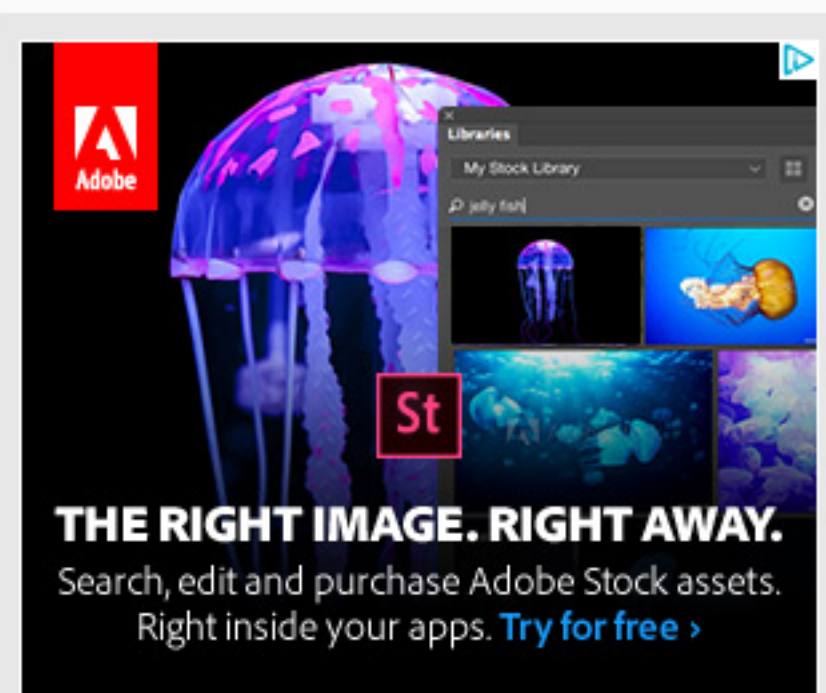 Adobe
Libraries
My Stock Library
jelly fish
St
THE RIGHT IMAGE. RIGHT AWAY.
Search, edit and purchase Adobe Stock assets.
Right inside your apps. Try for free ›